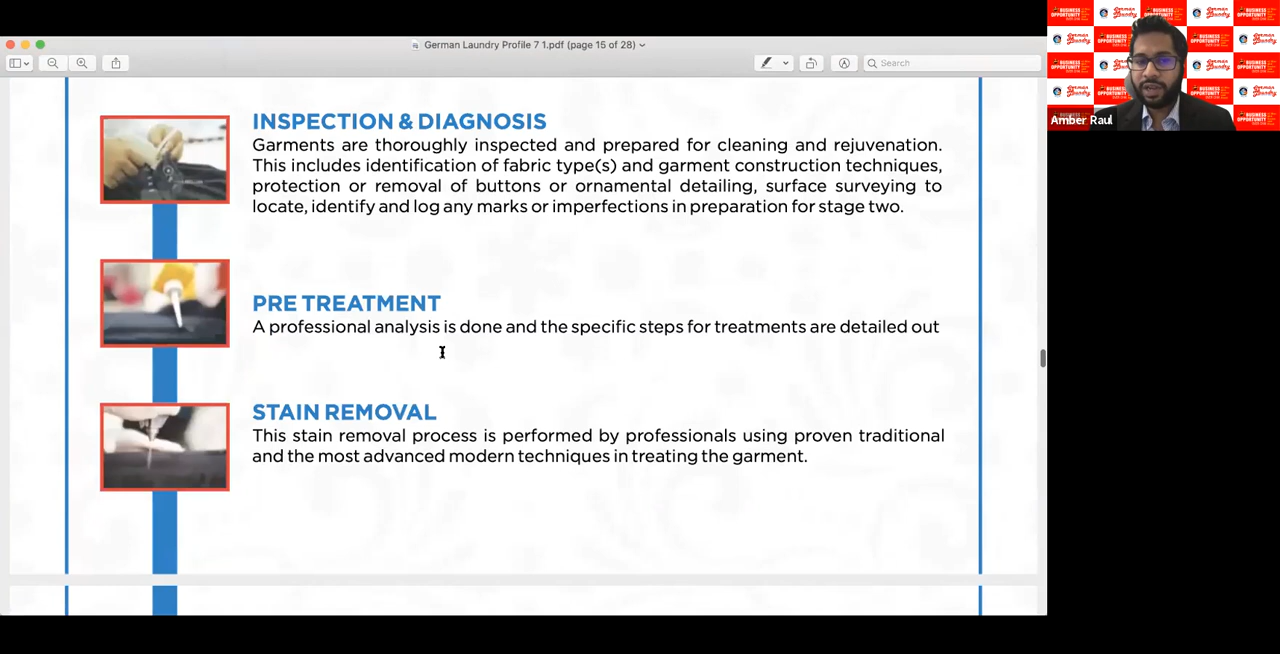 German Laundry Profile 7 1.pdf (page 15 of 28)
Search
INSPECTION & DIAGNOSIS
Garments are thoroughly inspected and prepared for cleaning and rejuvenation.
This includes identification of fabric type(s) and garment construction techniques,
protection or removal of buttons or ornamental detailing, surface surveying to
locate, identify and log any marks or imperfections in preparation for stage two.
PRE TREATMENT
A professional analysis is done and the specific steps for treatments are detailed out
STAIN REMOVAL
This stain removal process is performed by professionals using proven traditional
and the most advanced modern techniques in treating the garment.
BUSINESS
OPPORTUNITY
German Laundry
Amber Raul